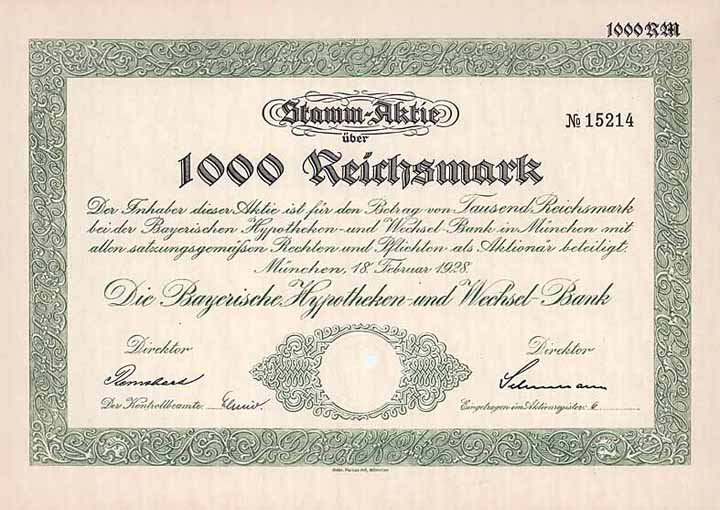 1000 RM
Stamm-Aktie
über
№ 15214
1000 Reichsmark
Der Inhaber dieser Aktie ist für den Betrag von Tausend Reichsmark
bei der Bayerischen Hypotheken- und Wechsel-Bank in München mit
allen satzungsgemäßen Rechten und Pflichten als Aktionär beteiligt.
München, 18. Februar 1928.
Die Bayerische Hypotheken- und Wechsel-Bank
Direktor Direktor
Der Kontrollbeamte: Eingetragen im Aktienregister: 6
München